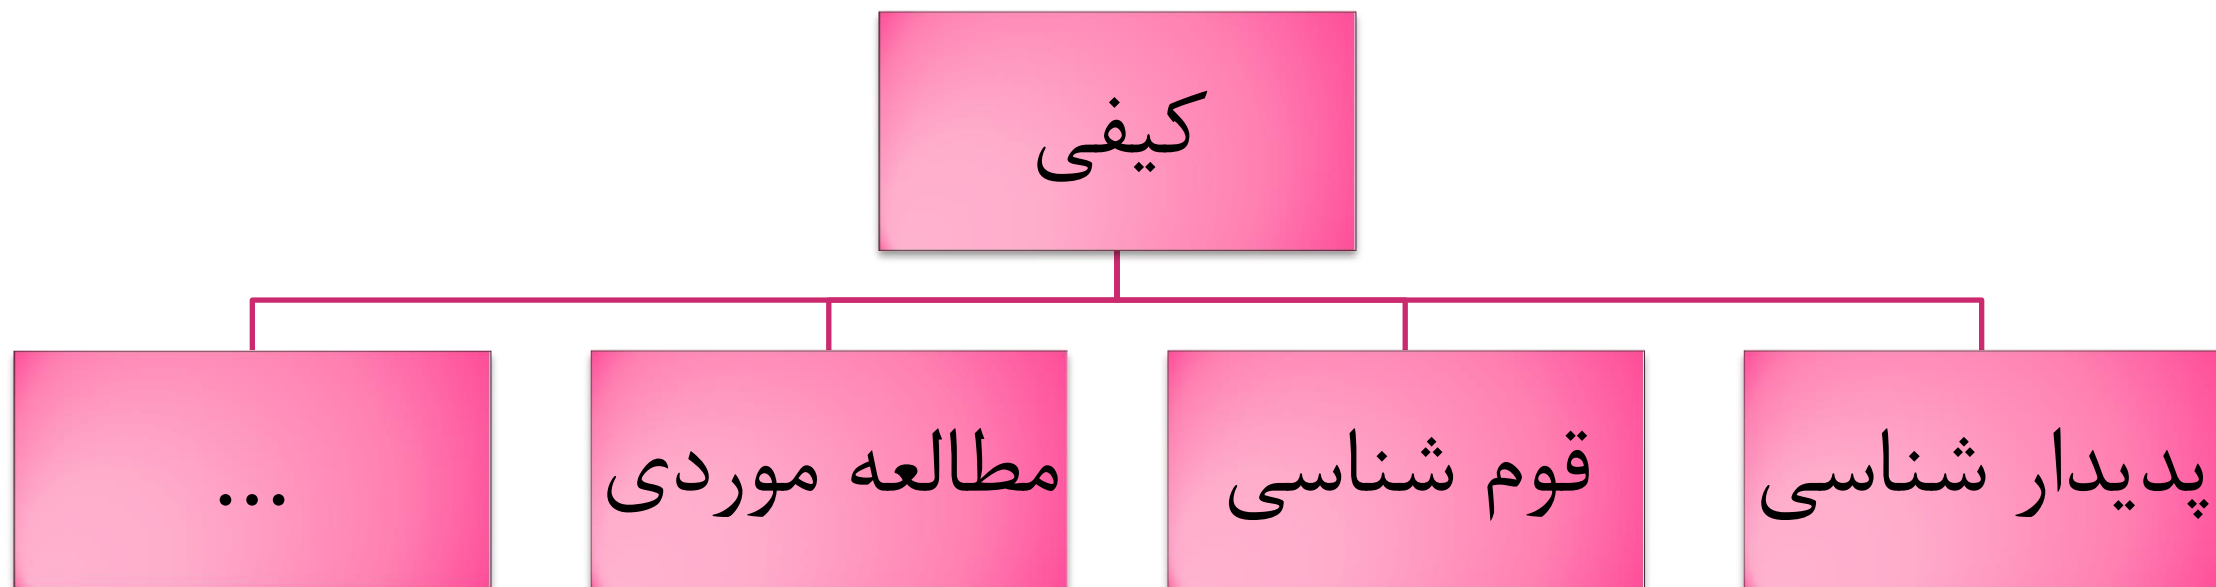 کیفی
پدیدار شناسی
قوم شناسی
مطالعه موردی
...